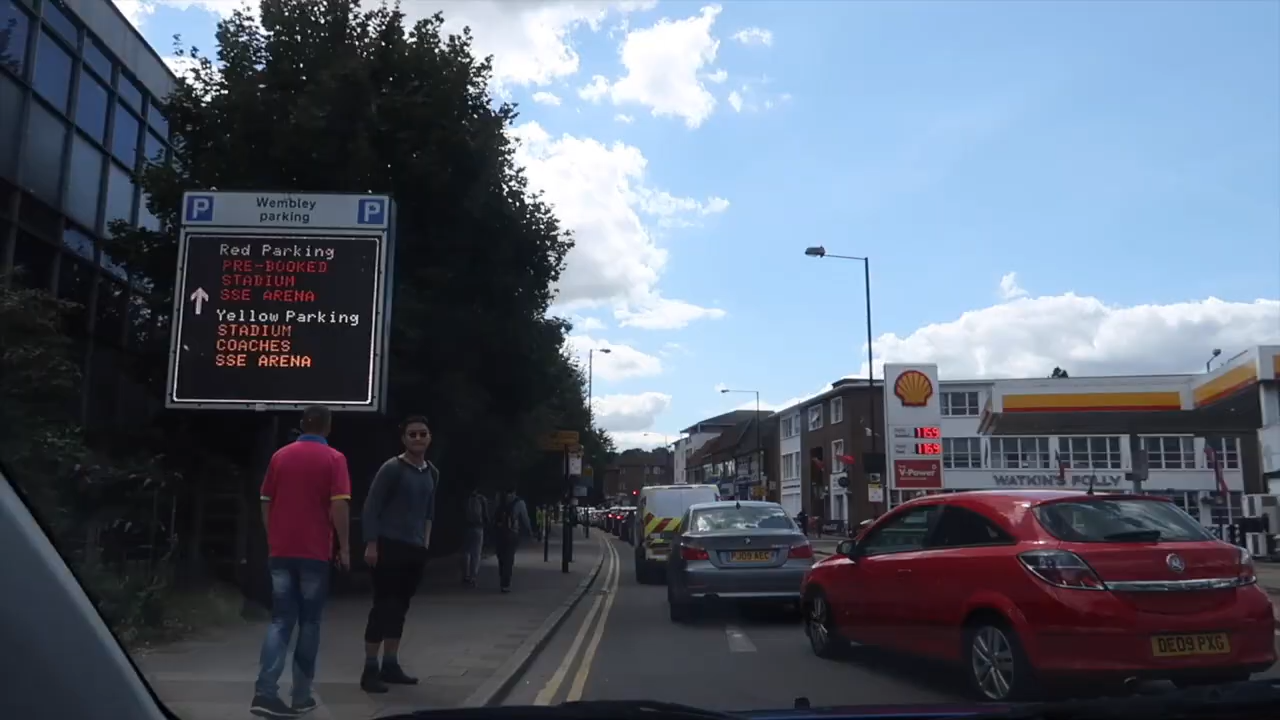 P Wembley P
parking
Red Parking
PRE-BOOKED
STADIUM
SSE ARENA
Yellow Parking
STADIUM
COACHES
SSE ARENA
V-Power
WATKIN'S FOLLY
PJ09 AEC
DE09 PXG